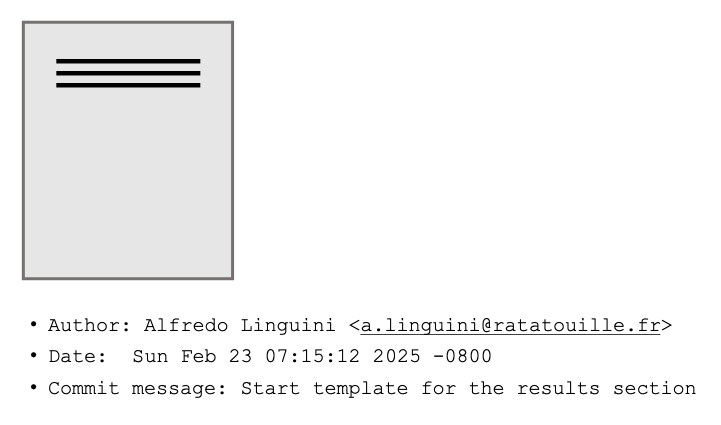 • Author: Alfredo Linguini <a.linguini@ratatouille.fr>
• Date:  Sun Feb 23 07:15:12 2025 -0800
• Commit message: Start template for the results section